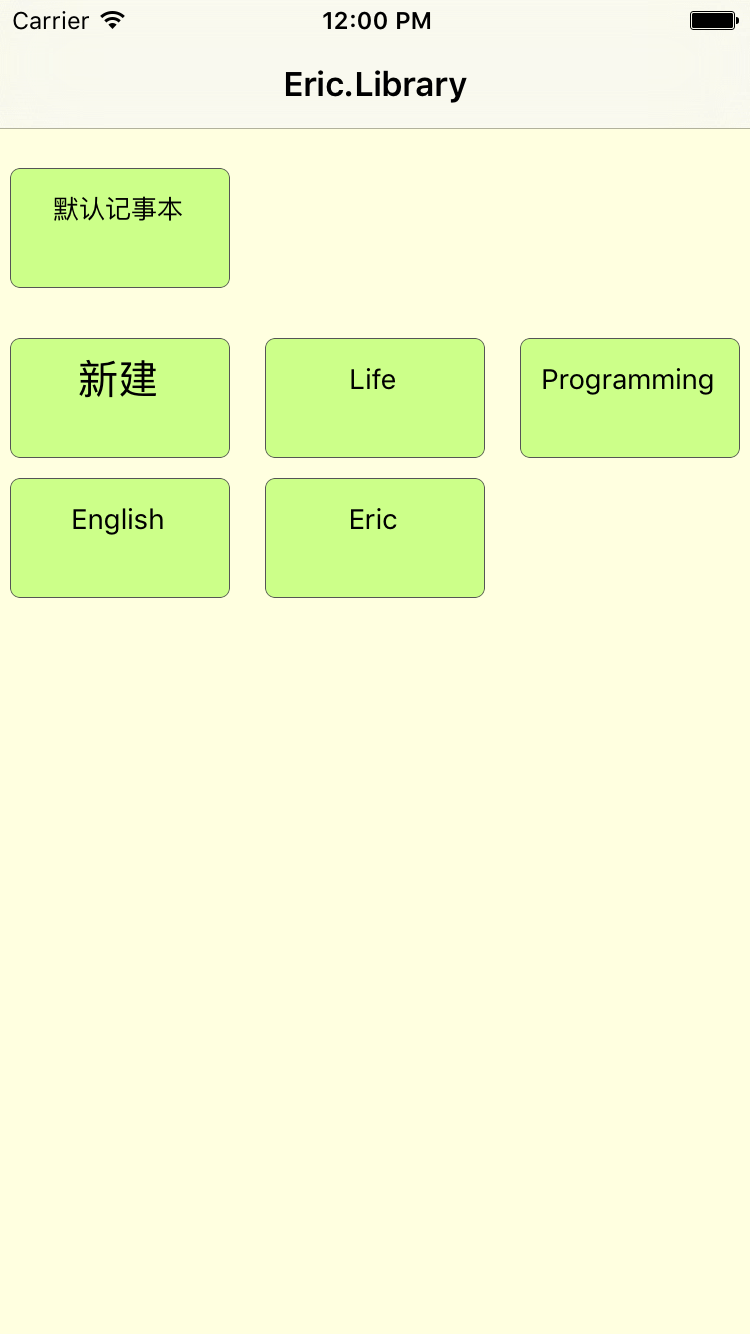 Carrier 12:00 PM
Eric.Library
默认记事本
新建 Life Programming
English Eric